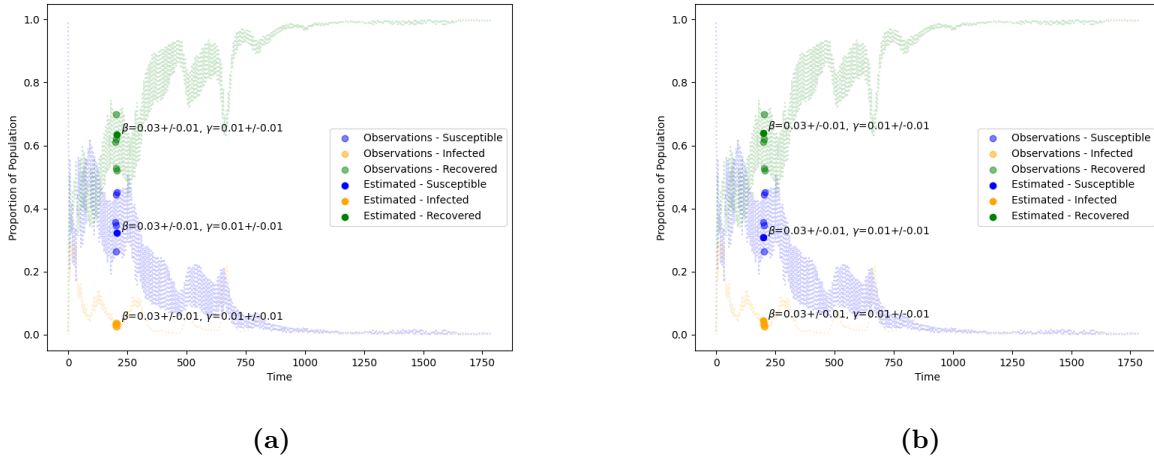 1.0
0.8
0.6
0.4
0.2
0.0
Proportion of Population
β=0.03+/-0.01, γ=0.01+/-0.01
β=0.03+/-0.01, γ=0.01+/-0.01
β=0.03+/-0.01, γ=0.01+/-0.01
Observations - Susceptible
Observations - Infected
Observations - Recovered
Estimated - Susceptible
Estimated - Infected
Estimated - Recovered
0 250 500 750 1000 1250 1500 1750
Time
(a)
1.0
0.8
0.6
0.4
0.2
0.0
Proportion of Population
β=0.03+/-0.01, γ=0.01+/-0.01
β=0.03+/-0.01, γ=0.01+/-0.01
β=0.03+/-0.01, γ=0.01+/-0.01
Observations - Susceptible
Observations - Infected
Observations - Recovered
Estimated - Susceptible
Estimated - Infected
Estimated - Recovered
0 250 500 750 1000 1250 1500 1750
Time
(b)